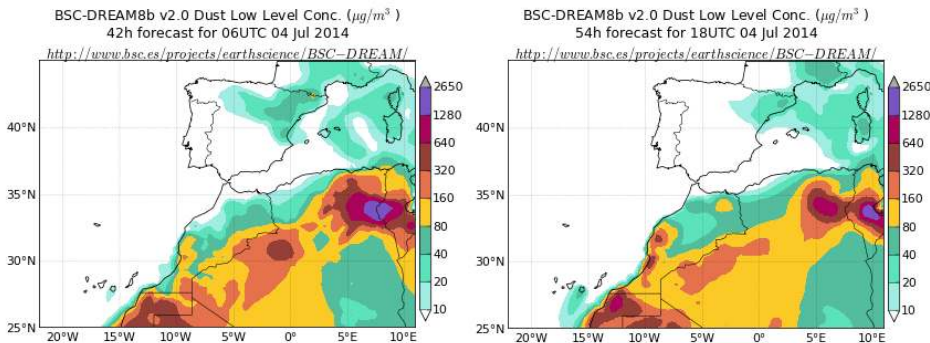 BSC-DREAM8b v2.0 Dust Low Level Conc. (μg/m³ )
42h forecast for 06UTC 04 Jul 2014
http://www.bsc.es/projects/earthscience/BSC−DREAM/
40°N
35°N
30°N
25°N
20°W
15°W
10°W
5°W
0°E
5°E
10°E
2650
1280
640
320
160
80
40
20
10
BSC-DREAM8b v2.0 Dust Low Level Conc. (μg/m³ )
54h forecast for 18UTC 04 Jul 2014
http://www.bsc.es/projects/earthscience/BSC−DREAM/
40°N
35°N
30°N
25°N
20°W
15°W
10°W
5°W
0°E
5°E
10°E
2650
1280
640
320
160
80
40
20
10